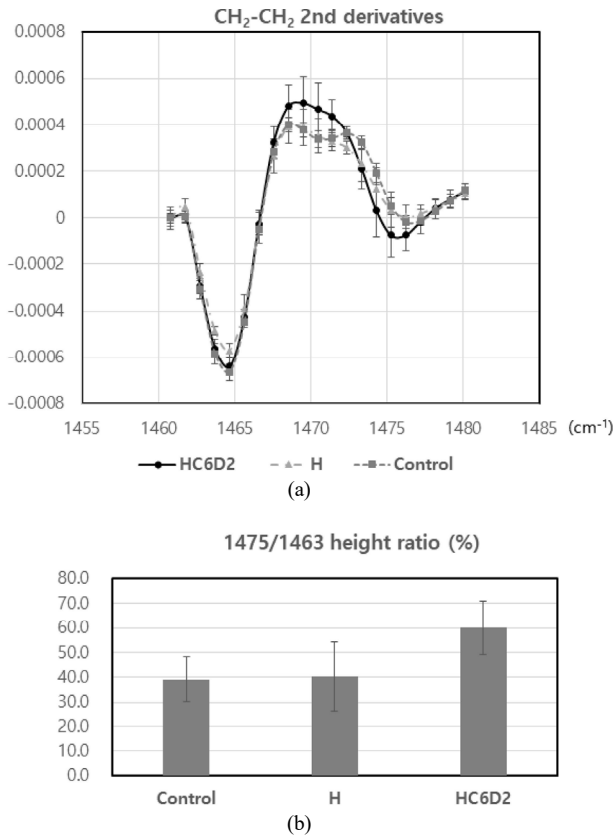 CH₂-CH₂ 2nd derivatives
0.0008
0.0006
0.0004
0.0002
0
-0.0002
-0.0004
-0.0006
-0.0008
1455 1460 1465 1470 1475 1480 1485 (cm⁻¹)
HC6D2 H Control
(a)
1475/1463 height ratio (%)
80.0
70.0
60.0
50.0
40.0
30.0
20.0
10.0
0.0
Control H HC6D2
(b)